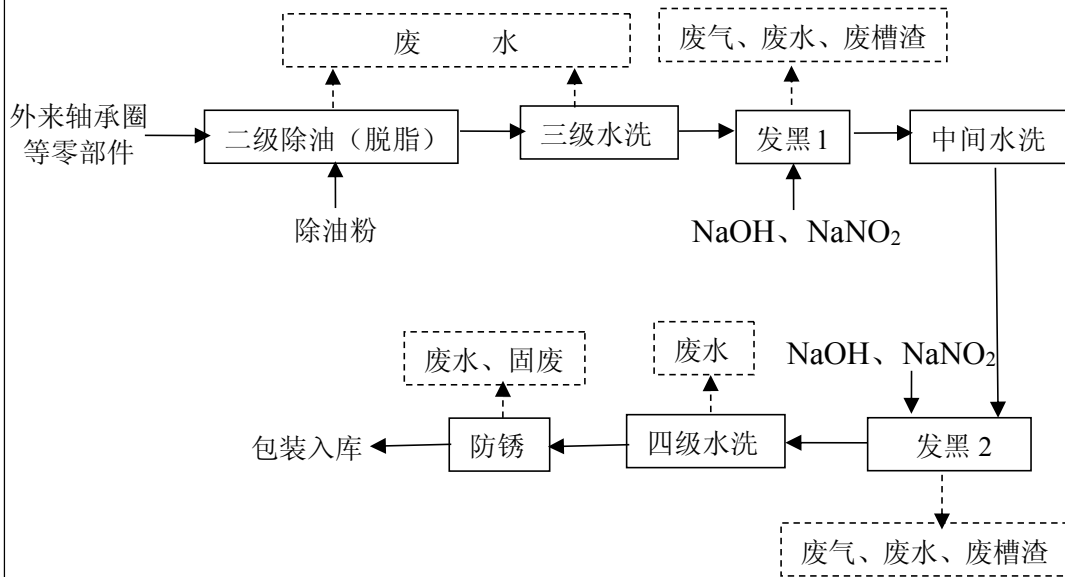 废 水
废气、废水、废槽渣
外来轴承圈
等零部件
二级除油（脱脂）
三级水洗
发黑1
中间水洗
除油粉
NaOH、NaNO₂
废水、固废
废水
NaOH、NaNO₂
包装入库
防锈
四级水洗
发黑2
废气、废水、废槽渣